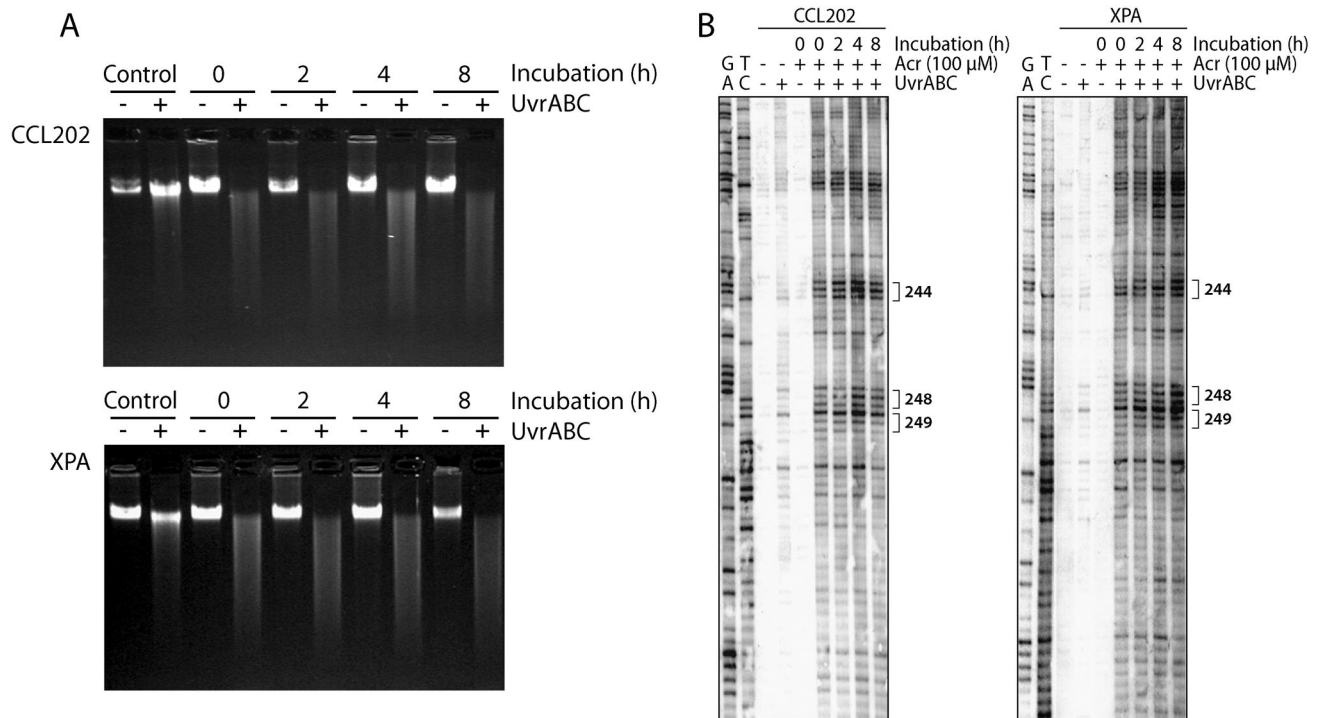 A
Control 0 2 4 8 Incubation (h)
- + - + - + - + - + UvrABC
CCL202
Control 0 2 4 8 Incubation (h)
- + - + - + - + - + UvrABC
XPA
B
CCL202
0 0 2 4 8 Incubation (h)
G T - - + + + + + Acr (100 µM)
A C - + - + + + + UvrABC
244
248
249
XPA
0 0 2 4 8 Incubation (h)
G T - - + + + + + Acr (100 µM)
A C - + - + + + + UvrABC
244
248
249